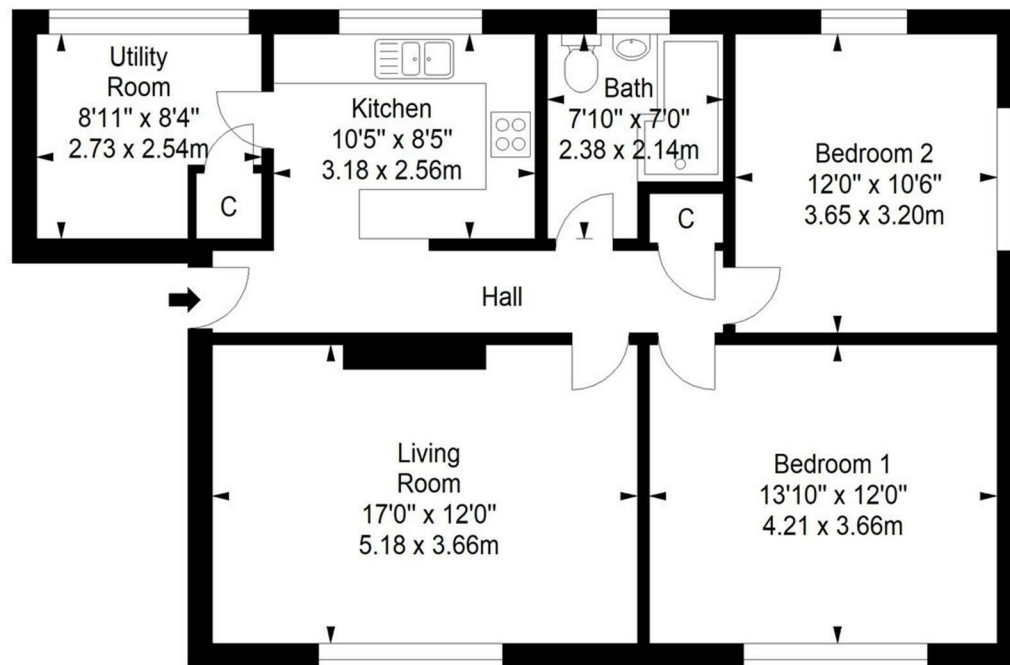 Utility
Room
8'11" x 8'4"
2.73 x 2.54m
C
Kitchen
10'5" x 8'5"
3.18 x 2.56m
Bath
7'10" x 7'0"
2.38 x 2.14m
C
Bedroom 2
12'0" x 10'6"
3.65 x 3.20m
Hall
Living
Room
17'0" x 12'0"
5.18 x 3.66m
Bedroom 1
13'10" x 12'0"
4.21 x 3.66m